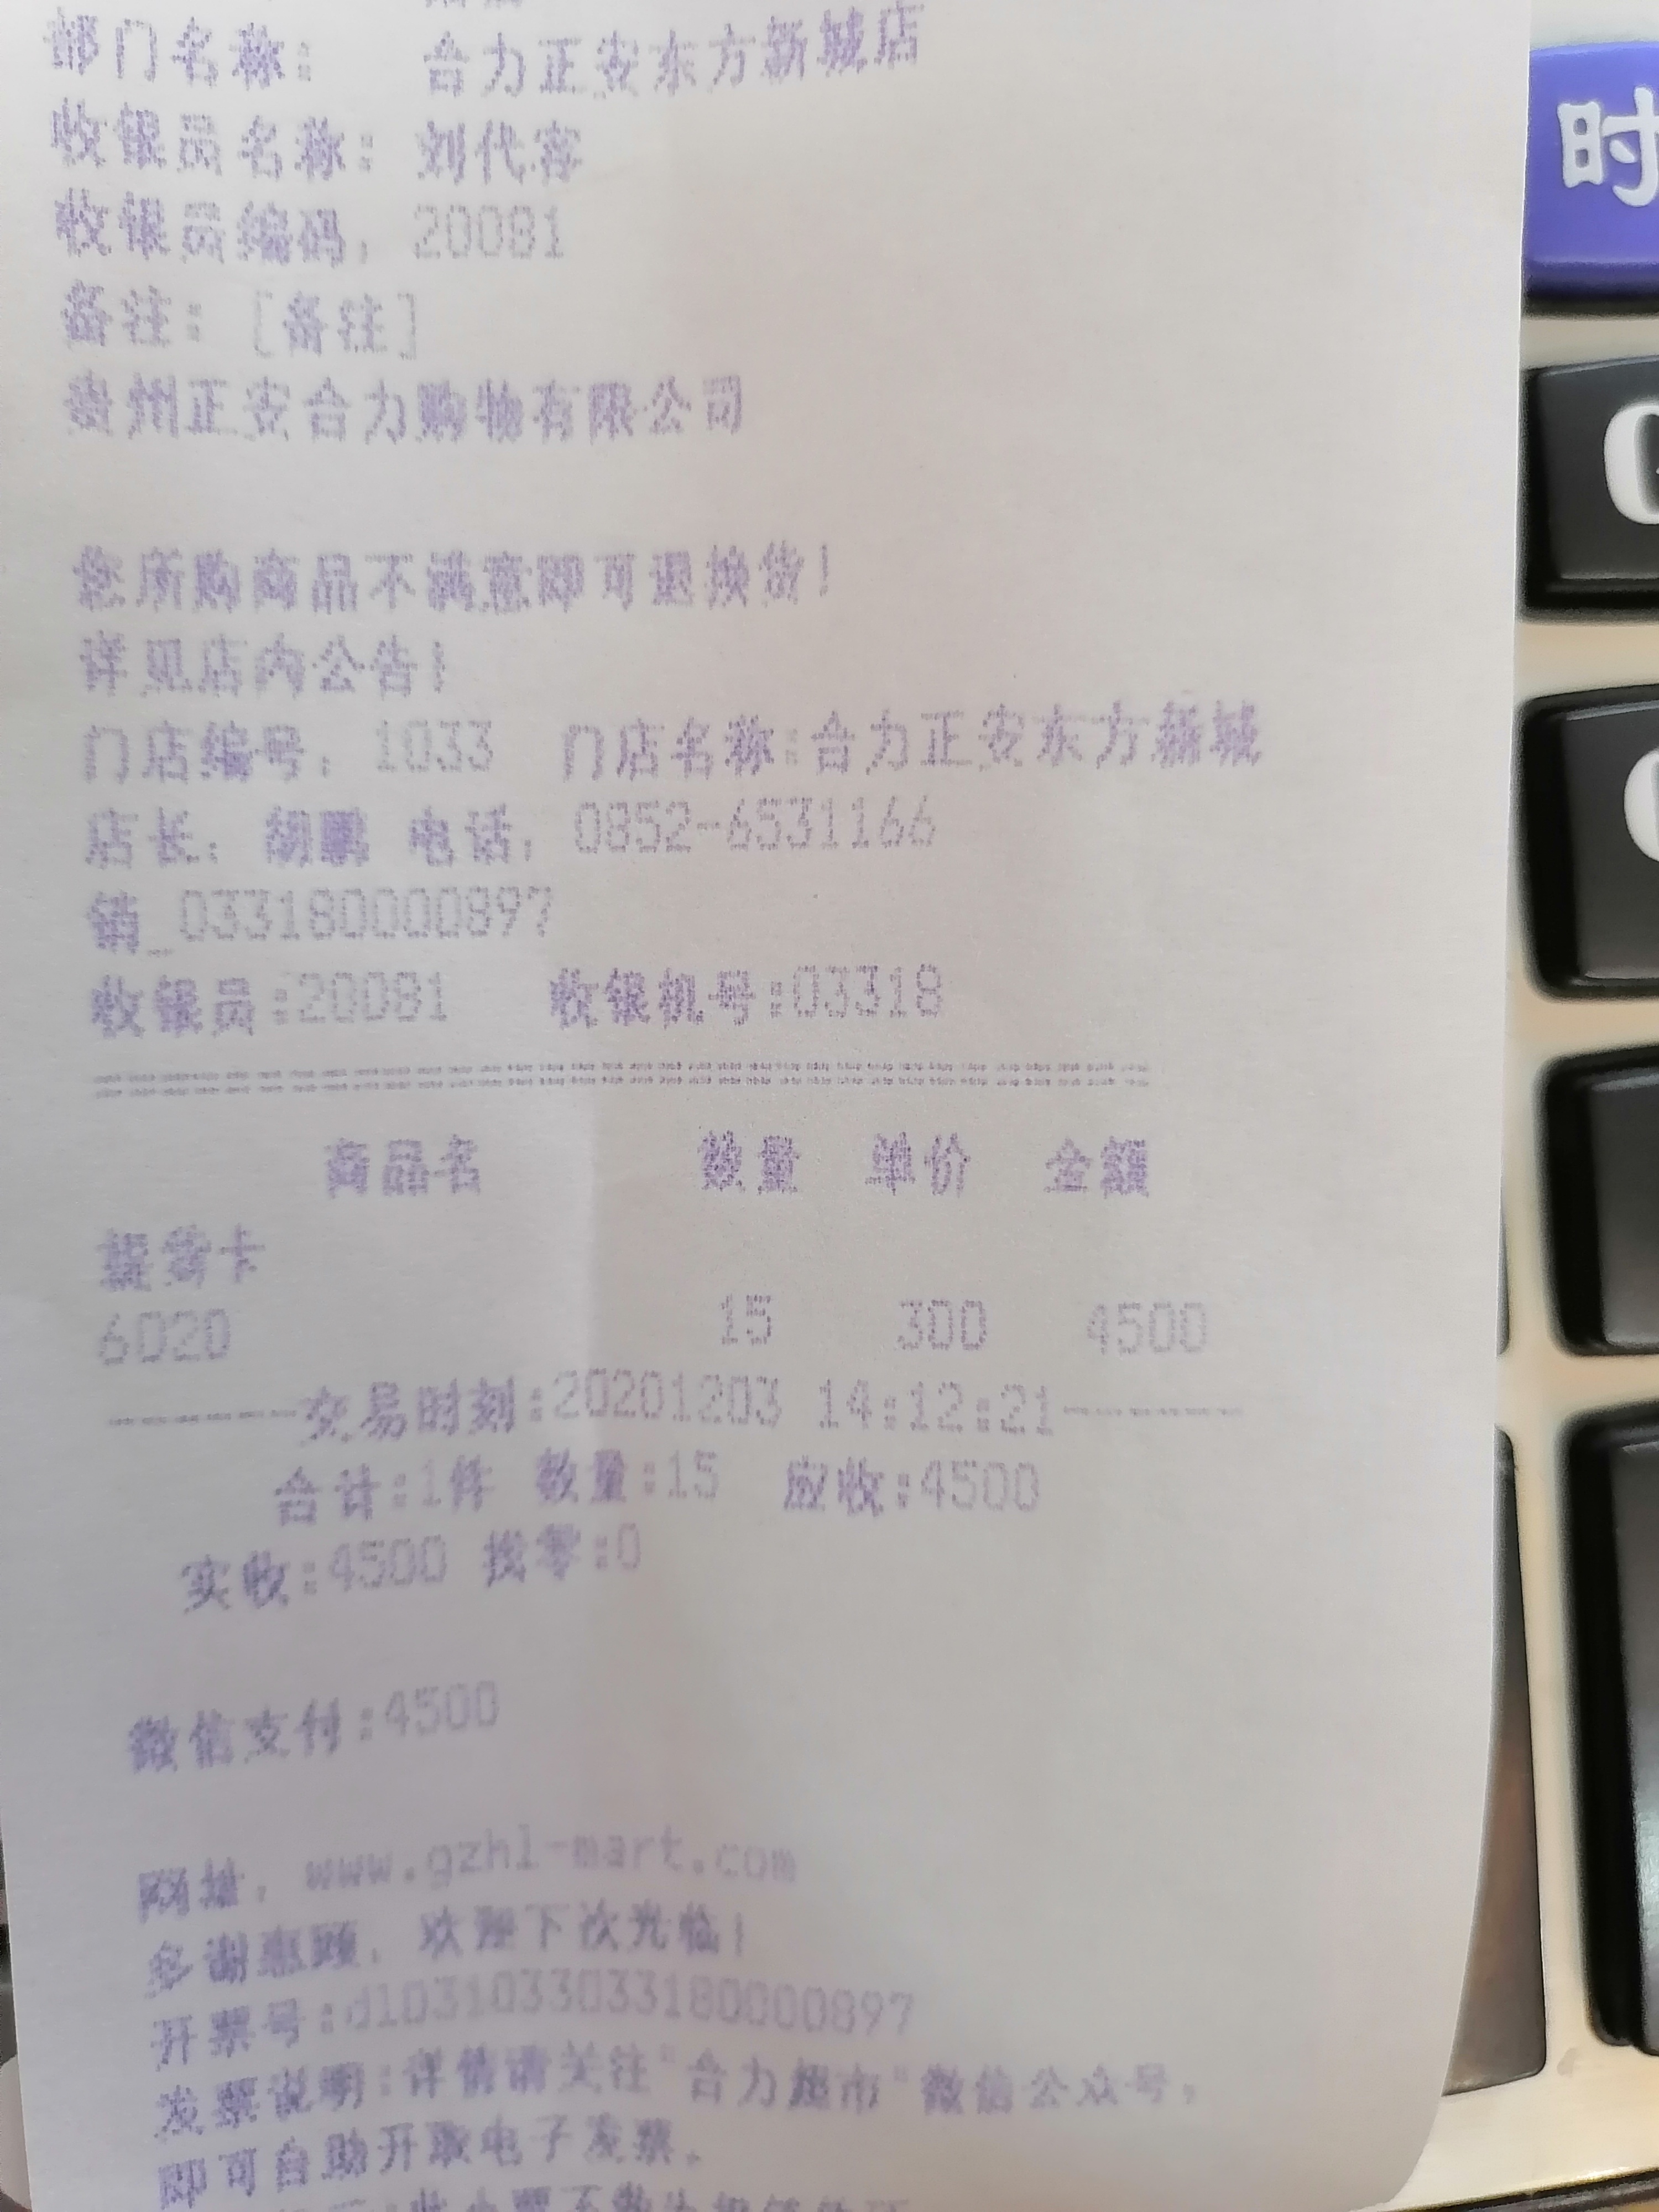 部门名称: 合力正安东方新城店
收银员名称: 刘代容
收银员编码: 20081
备注: [备注]
贵州正安合力购物有限公司
您所购商品不满意即可退换货!
详见店内公告!
门店编号: 1033 门店名称:合力正安东方新城
店长: 胡鹏 电话: 0852-6531166
销_033180000897
收银员:20081 收银机号:03318
商品名 数量 单价 金额
提货卡
6020 15 300 4500
------交易时刻:20201203 14:12:21------
合计:1件 数量:15 应收:4500
实收:4500 找零:0
微信支付:4500
网址: www.gzhl-mart.com
多谢惠顾, 欢迎下次光临!
开票号:dl031033033180000897
发票说明:详情请关注"合力超市"微信公众号,
即可自助开取电子发票.
时